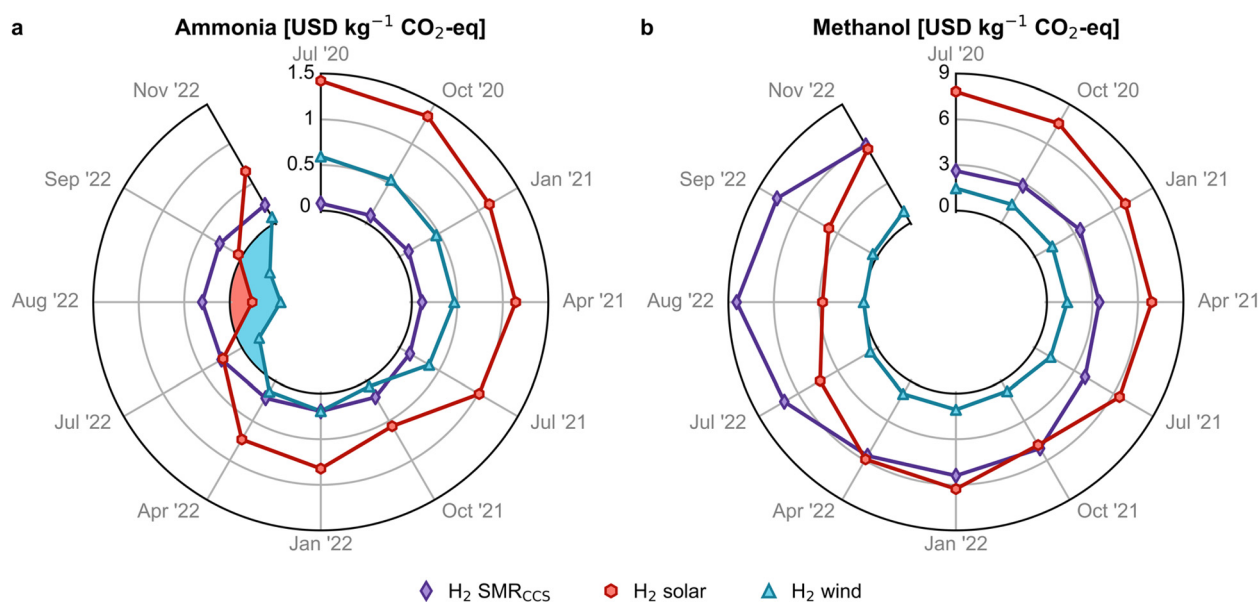 a
Ammonia [USD kg⁻¹ CO₂-eq]
Jul '20
Oct '20
Jan '21
Apr '21
Jul '21
Oct '21
Jan '22
Apr '22
Jul '22
Aug '22
Sep '22
Nov '22
1.5
1
0.5
0
b
Methanol [USD kg⁻¹ CO₂-eq]
Jul '20
Oct '20
Jan '21
Apr '21
Jul '21
Oct '21
Jan '22
Apr '22
Jul '22
Aug '22
Sep '22
Nov '22
9
6
3
0
H₂ SMR_CCS
H₂ solar
H₂ wind